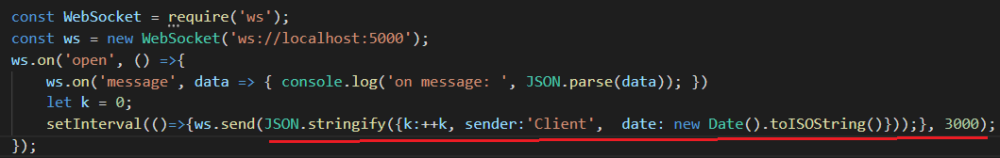 const WebSocket = require('ws');
const ws = new WebSocket('ws://localhost:5000');
ws.on('open', () =>{
    ws.on('message', data => { console.log('on message: ', JSON.parse(data)); })
    let k = 0;
    setInterval(()=>{ws.send(JSON.stringify({k:++k, sender:'Client',  date: new Date().toISOString()}));}, 3000);
});